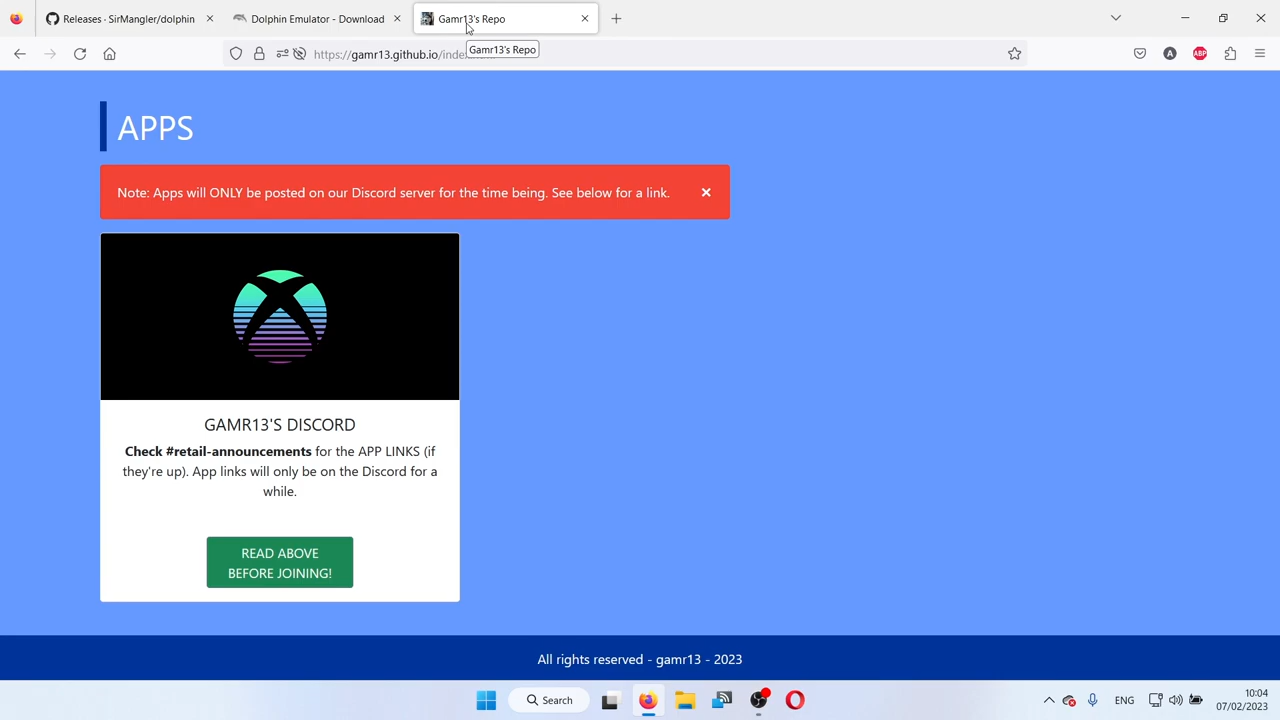 Releases · SirMangler/dolphin
Dolphin Emulator - Download
Gamr13's Repo
Gamr13's Repo
https://gamr13.github.io/index
ABP
A
APPS
Note: Apps will ONLY be posted on our Discord server for the time being. See below for a link.
GAMR13'S DISCORD
Check #retail-announcements for the APP LINKS (if
they're up). App links will only be on the Discord for a
while.
READ ABOVE
BEFORE JOINING!
All rights reserved - gamr13 - 2023
Search
ENG
10:04
07/02/2023